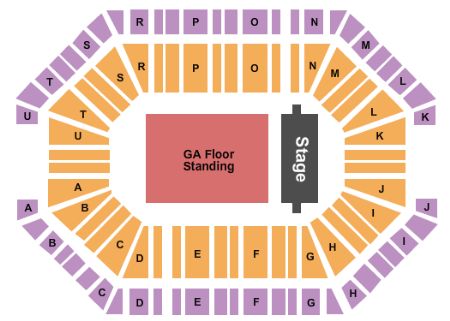 R P O N
S M
T L
U K
R P O N
S M
T L
U K
GA Floor
Standing
Stage
A J
B I
C H
D E F G
A J
B I
C H
D E F G